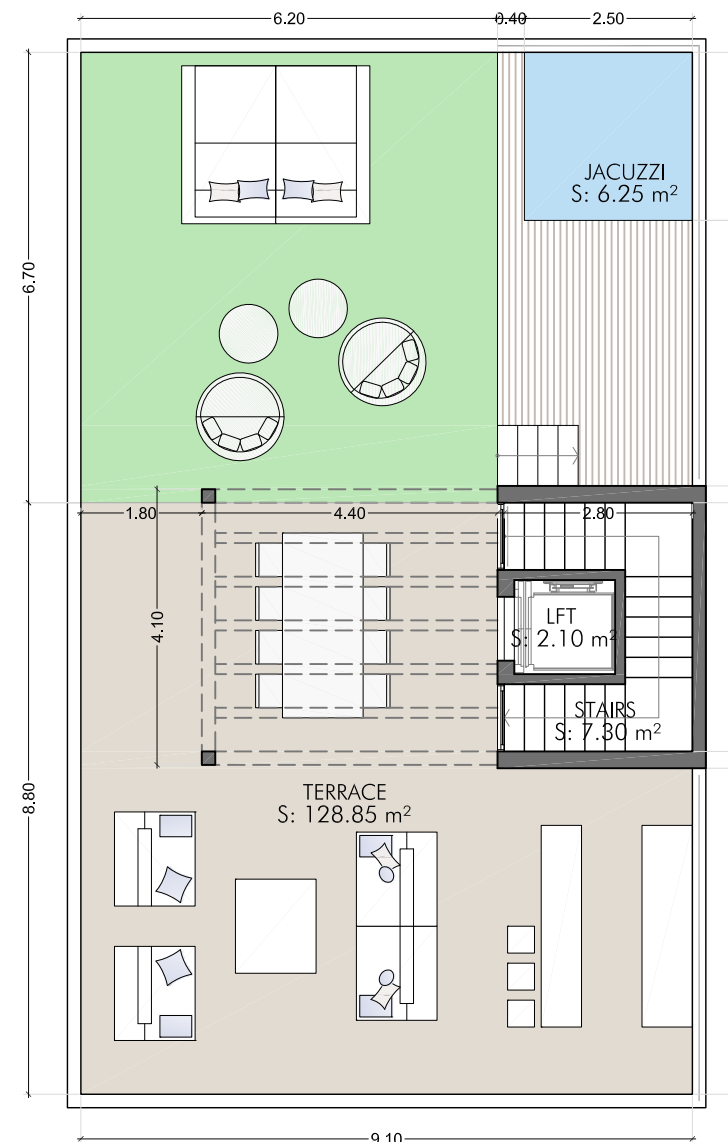 6.20
0.40
2.50
JACUZZI
S: 6.25 m²
6.70
1.80
4.40
2.80
4.10
LFT
S: 2.10 m²
STAIRS
S: 7.30 m²
8.80
TERRACE
S: 128.85 m²
9.10